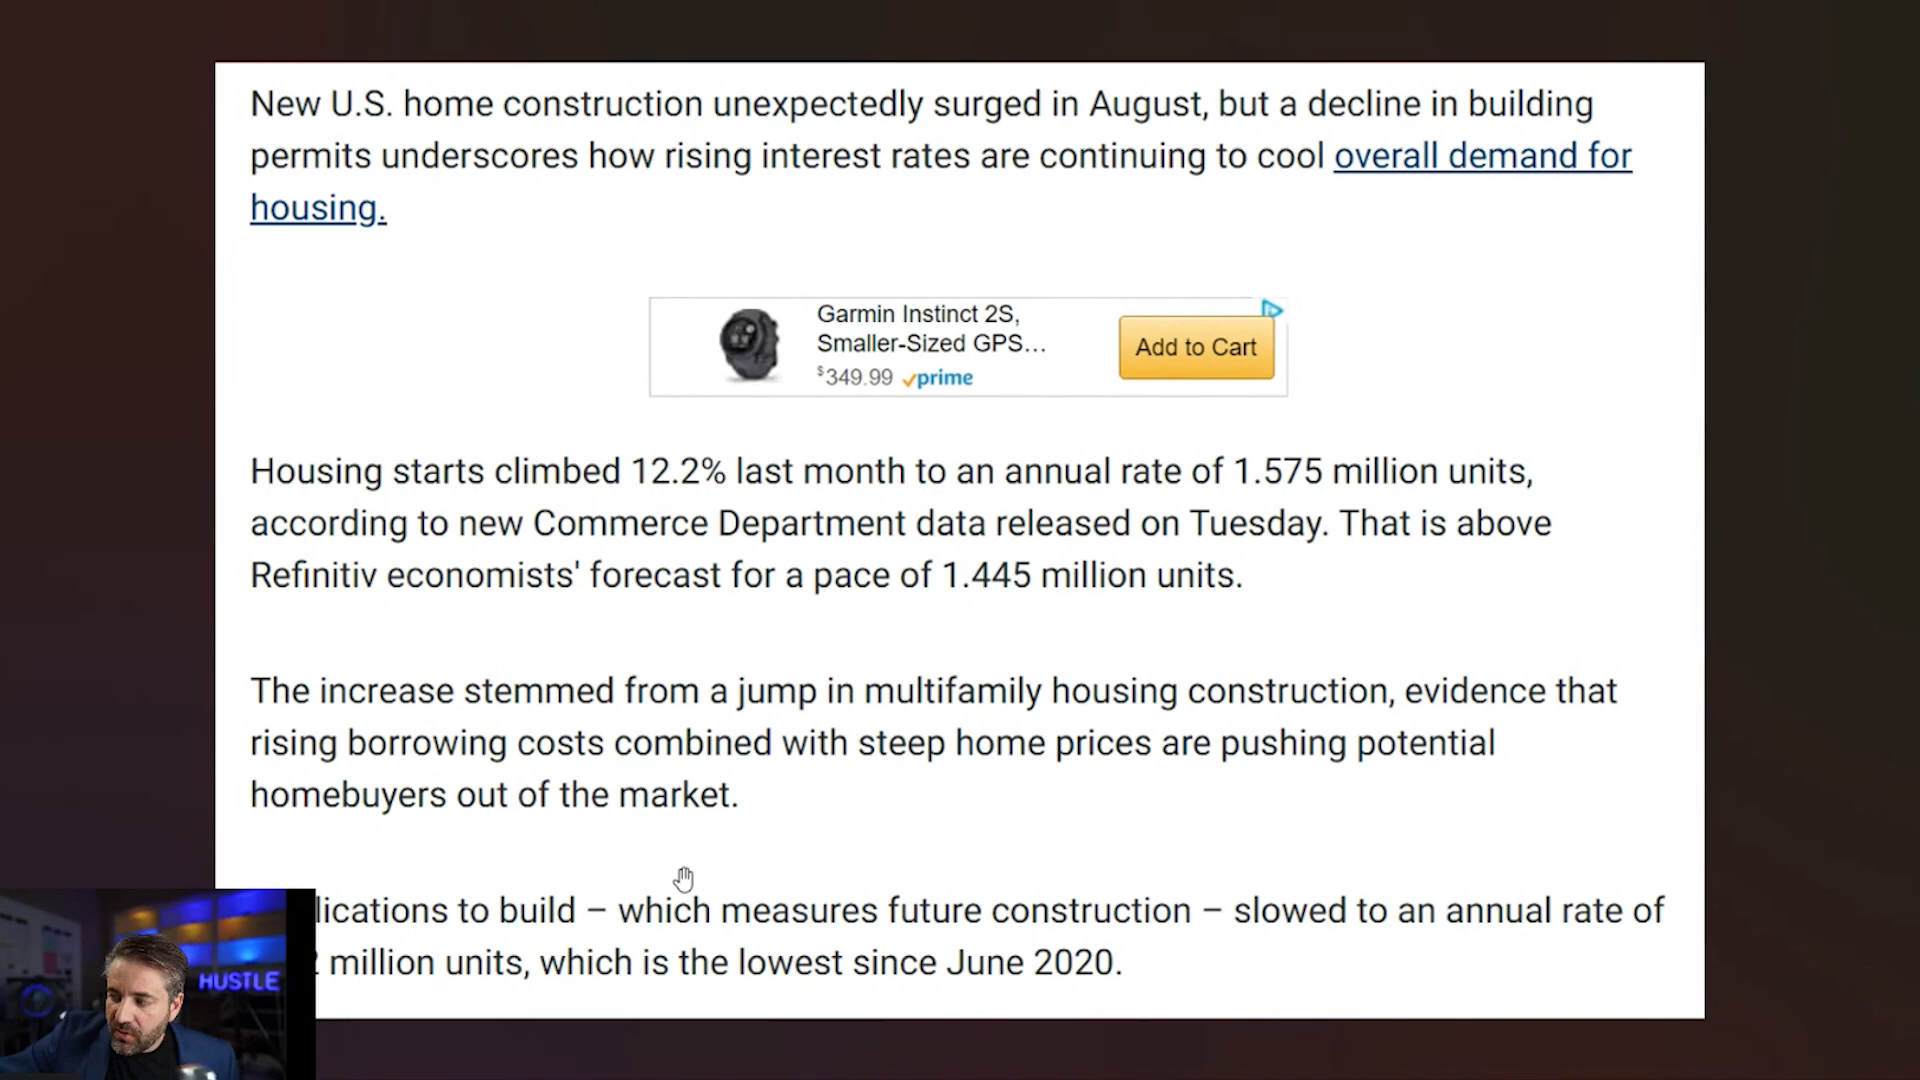 New U.S. home construction unexpectedly surged in August, but a decline in building
permits underscores how rising interest rates are continuing to cool overall demand for
housing.
Garmin Instinct 2S,
Smaller-Sized GPS...
$349.99 prime
Add to Cart
Housing starts climbed 12.2% last month to an annual rate of 1.575 million units,
according to new Commerce Department data released on Tuesday. That is above
Refinitiv economists' forecast for a pace of 1.445 million units.
The increase stemmed from a jump in multifamily housing construction, evidence that
rising borrowing costs combined with steep home prices are pushing potential
homebuyers out of the market.
lications to build – which measures future construction – slowed to an annual rate of
million units, which is the lowest since June 2020.
HUSTLE